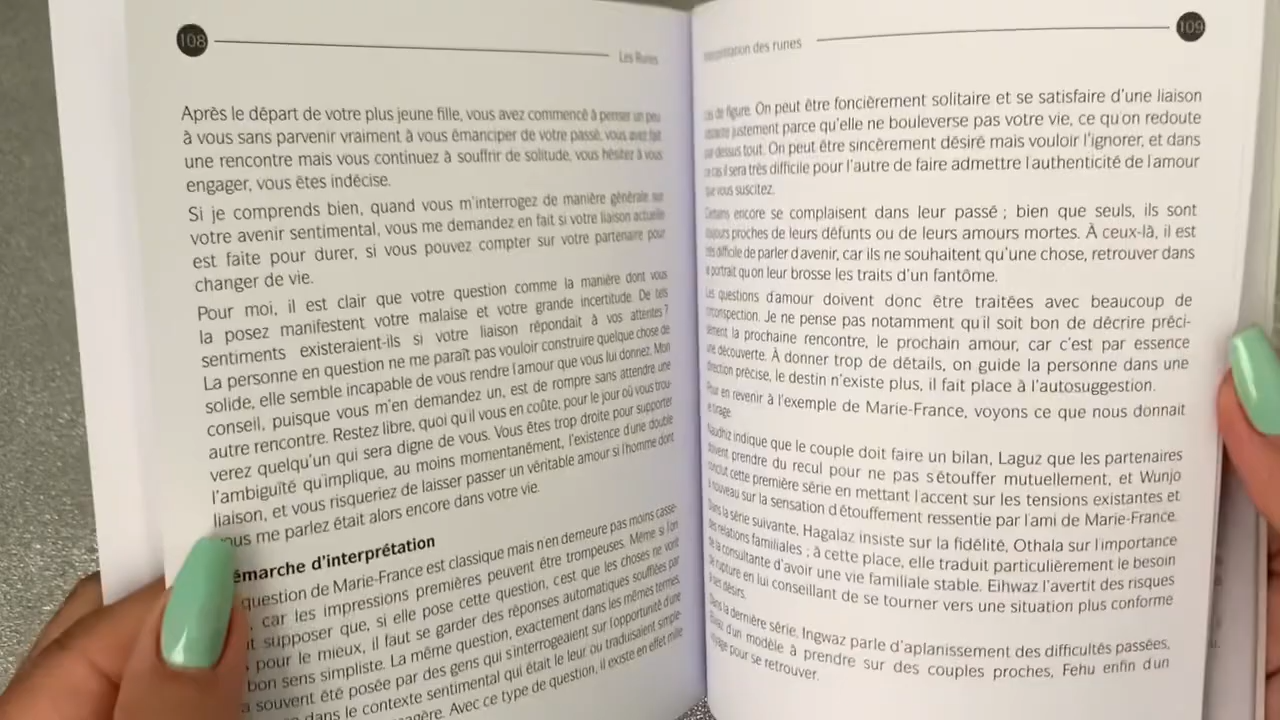 108
Les Runes
Après le départ de votre plus jeune fille, vous avez commencé à penser un peu
à vous sans parvenir vraiment à vous émanciper de votre passé, vous avez fait
une rencontre mais vous continuez à souffrir de solitude, vous hésitez à vous
engager, vous êtes indécise.
Si je comprends bien, quand vous m'interrogez de manière générale sur
votre avenir sentimental, vous me demandez en fait si votre liaison actuelle
est faite pour durer, si vous pouvez compter sur votre partenaire pour
changer de vie.
Pour moi, il est clair que votre question comme la manière dont vous
la posez manifestent votre malaise et votre grande incertitude. De tels
sentiments existeraient-ils si votre liaison répondait à vos attentes ?
La personne en question ne me paraît pas vouloir construire quelque chose de
solide, elle semble incapable de vous rendre l'amour que vous lui donnez. Mon
conseil, puisque vous m'en demandez un, est de rompre sans attendre une
autre rencontre. Restez libre, quoi qu'il vous en coûte, pour le jour où vous trou-
verez quelqu'un qui sera digne de vous. Vous êtes trop droite pour supporter
l'ambiguïté qu'implique, au moins momentanément, l'existence d'une double
liaison, et vous risqueriez de laisser passer un véritable amour si l'homme dont
vous me parlez était alors encore dans votre vie.
émarche d'interprétation
question de Marie-France est classique mais n'en demeure pas moins casse-
, car les impressions premières peuvent être trompeuses. Même si l'on
t supposer que, si elle pose cette question, c'est que les choses ne vont
pour le mieux, il faut se garder des réponses automatiques soufflées par
bon sens simpliste. La même question, exactement dans les mêmes termes,
a souvent été posée par des gens qui s'interrogeaient sur l'opportunité d'une
dans le contexte sentimental qui était le leur ou traduisaient simple-
gère. Avec ce type de question, il existe en effet mille
109
Interprétation des runes
cas de figure. On peut être foncièrement solitaire et se satisfaire d'une liaison
justement parce qu'elle ne bouleverse pas votre vie, ce qu'on redoute
par dessus tout. On peut être sincèrement désiré mais vouloir l'ignorer, et dans
ce cas il sera très difficile pour l'autre de faire admettre l'authenticité de l'amour
que vous suscitez.
Certains encore se complaisent dans leur passé ; bien que seuls, ils sont
toujours proches de leurs défunts ou de leurs amours mortes. À ceux-là, il est
très difficile de parler d'avenir, car ils ne souhaitent qu'une chose, retrouver dans
le portrait qu'on leur brosse les traits d'un fantôme.
Les questions d'amour doivent donc être traitées avec beaucoup de
circonspection. Je ne pense pas notamment qu'il soit bon de décrire préci-
sément la prochaine rencontre, le prochain amour, car c'est par essence
une découverte. À donner trop de détails, on guide la personne dans une
direction précise, le destin n'existe plus, il fait place à l'autosuggestion.
Pour en revenir à l'exemple de Marie-France, voyons ce que nous donnait
le tirage.
Naudhiz indique que le couple doit faire un bilan, Laguz que les partenaires
doivent prendre du recul pour ne pas s'étouffer mutuellement, et Wunjo
conclut cette première série en mettant l'accent sur les tensions existantes et
à nouveau sur la sensation d'étouffement ressentie par l'ami de Marie-France.
Dans la série suivante, Hagalaz insiste sur la fidélité, Othala sur l'importance
des relations familiales ; à cette place, elle traduit particulièrement le besoin
de la consultante d'avoir une vie familiale stable. Eihwaz l'avertit des risques
de rupture en lui conseillant de se tourner vers une situation plus conforme
à ses désirs.
Dans la dernière série, Ingwaz parle d'aplanissement des difficultés passées,
d'un modèle à prendre sur des couples proches, Fehu enfin d'un
voyage pour se retrouver.